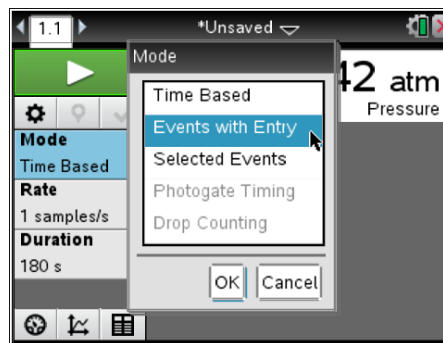 1.1
*Unsaved
Mode
Time Based
Events with Entry
Selected Events
Photogate Timing
Drop Counting
OK
Cancel
Mode
Time Based
Rate
1 samples/s
Duration
180 s
42 atm
Pressure